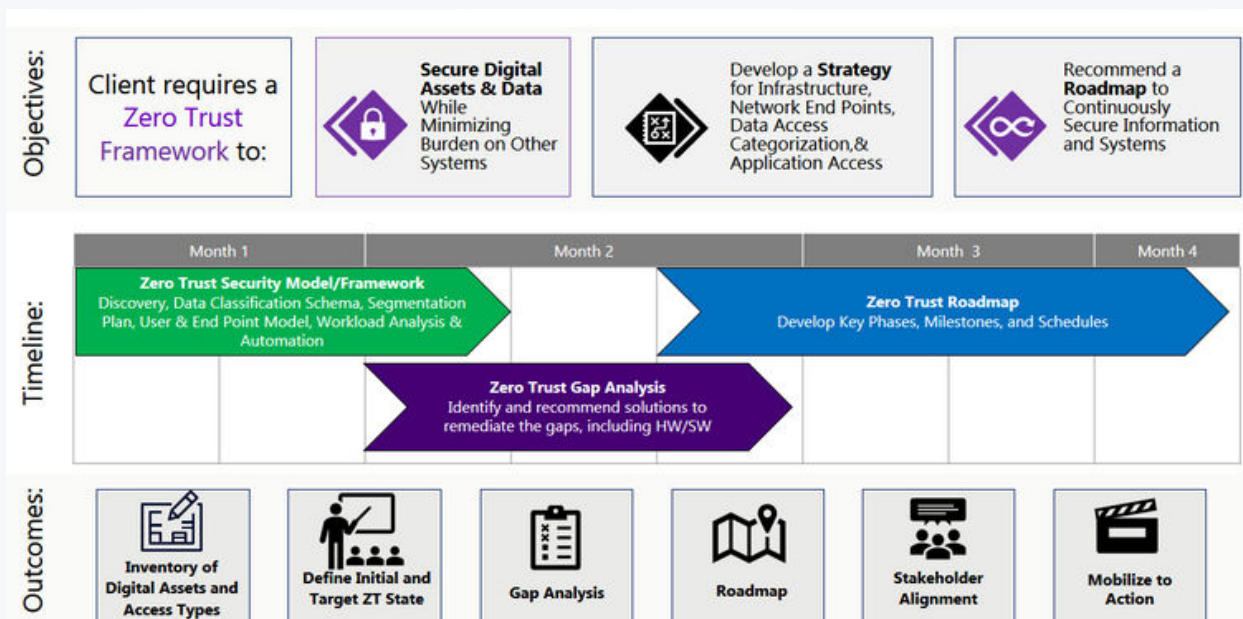 Objectives:
Client requires a
Zero Trust
Framework to:
Secure Digital
Assets & Data
While
Minimizing
Burden on Other
Systems
Develop a Strategy
for Infrastructure,
Network End Points,
Data Access
Categorization,&
Application Access
Recommend a
Roadmap to
Continuously
Secure Information
and Systems
Timeline:
Month 1
Month 2
Month 3
Month 4
Zero Trust Security Model/Framework
Discovery, Data Classification Schema, Segmentation
Plan, User & End Point Model, Workload Analysis &
Automation
Zero Trust Roadmap
Develop Key Phases, Milestones, and Schedules
Zero Trust Gap Analysis
Identify and recommend solutions to
remediate the gaps, including HW/SW
Outcomes:
Inventory of
Digital Assets and
Access Types
Define Initial and
Target ZT State
Gap Analysis
Roadmap
Stakeholder
Alignment
Mobilize to
Action